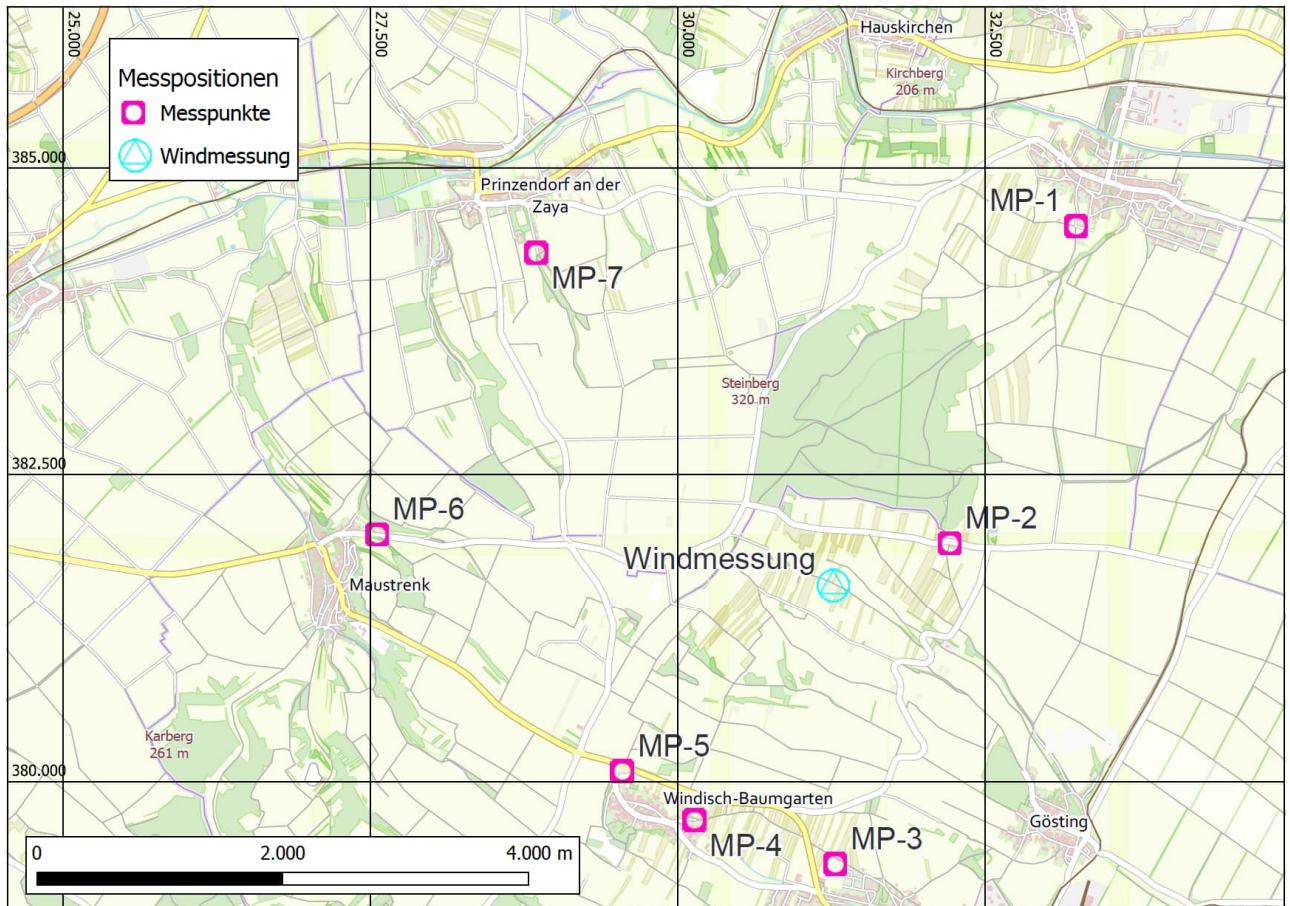 25.000
27.500
30.000
32.500
Hauskirchen
Kirchberg
206 m
Messpositionen
Messpunkte
Windmessung
385.000
Prinzendorf an der
Zaya
MP-1
MP-7
Steinberg
320 m
382.500
MP-6
MP-2
Windmessung
Maustrenk
Karberg
261 m
MP-5
380.000
Windisch-Baumgarten
Gösting
MP-4
MP-3
0 2.000 4.000 m